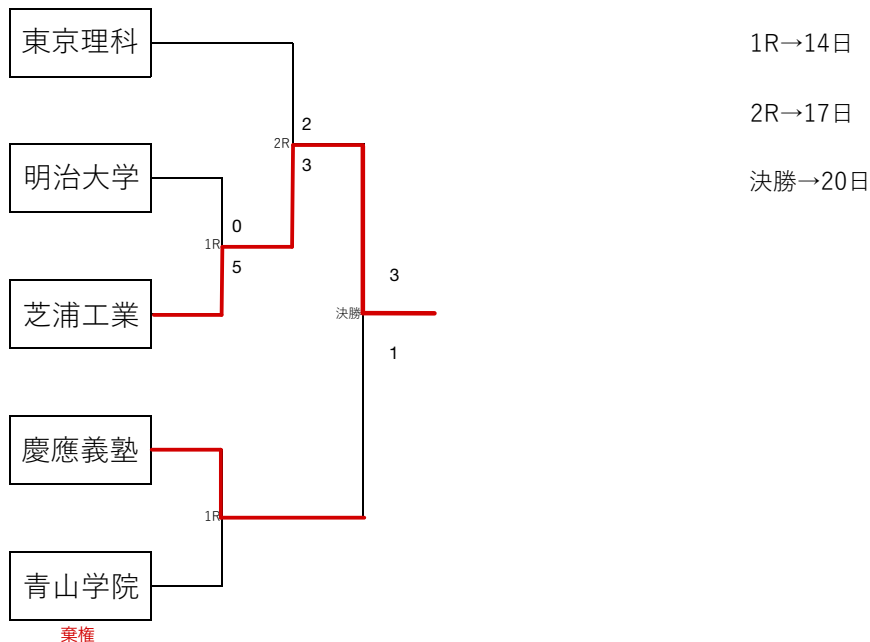 東京理科
1R→14日
2
2R
2R→17日
3
明治大学
決勝→20日
0
1R
5
3
芝浦工業
決勝
1
慶應義塾
1R
青山学院
棄権